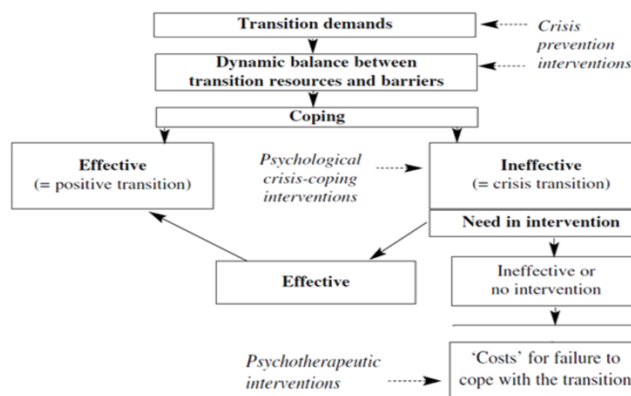 Transition demands
Crisis
prevention
interventions
Dynamic balance between
transition resources and barriers
Coping
Effective
(= positive transition)
Psychological
crisis-coping
interventions
Ineffective
(= crisis transition)
Need in intervention
Effective
Ineffective or
no intervention
Psychotherapeutic
interventions
'Costs' for failure to
cope with the transition